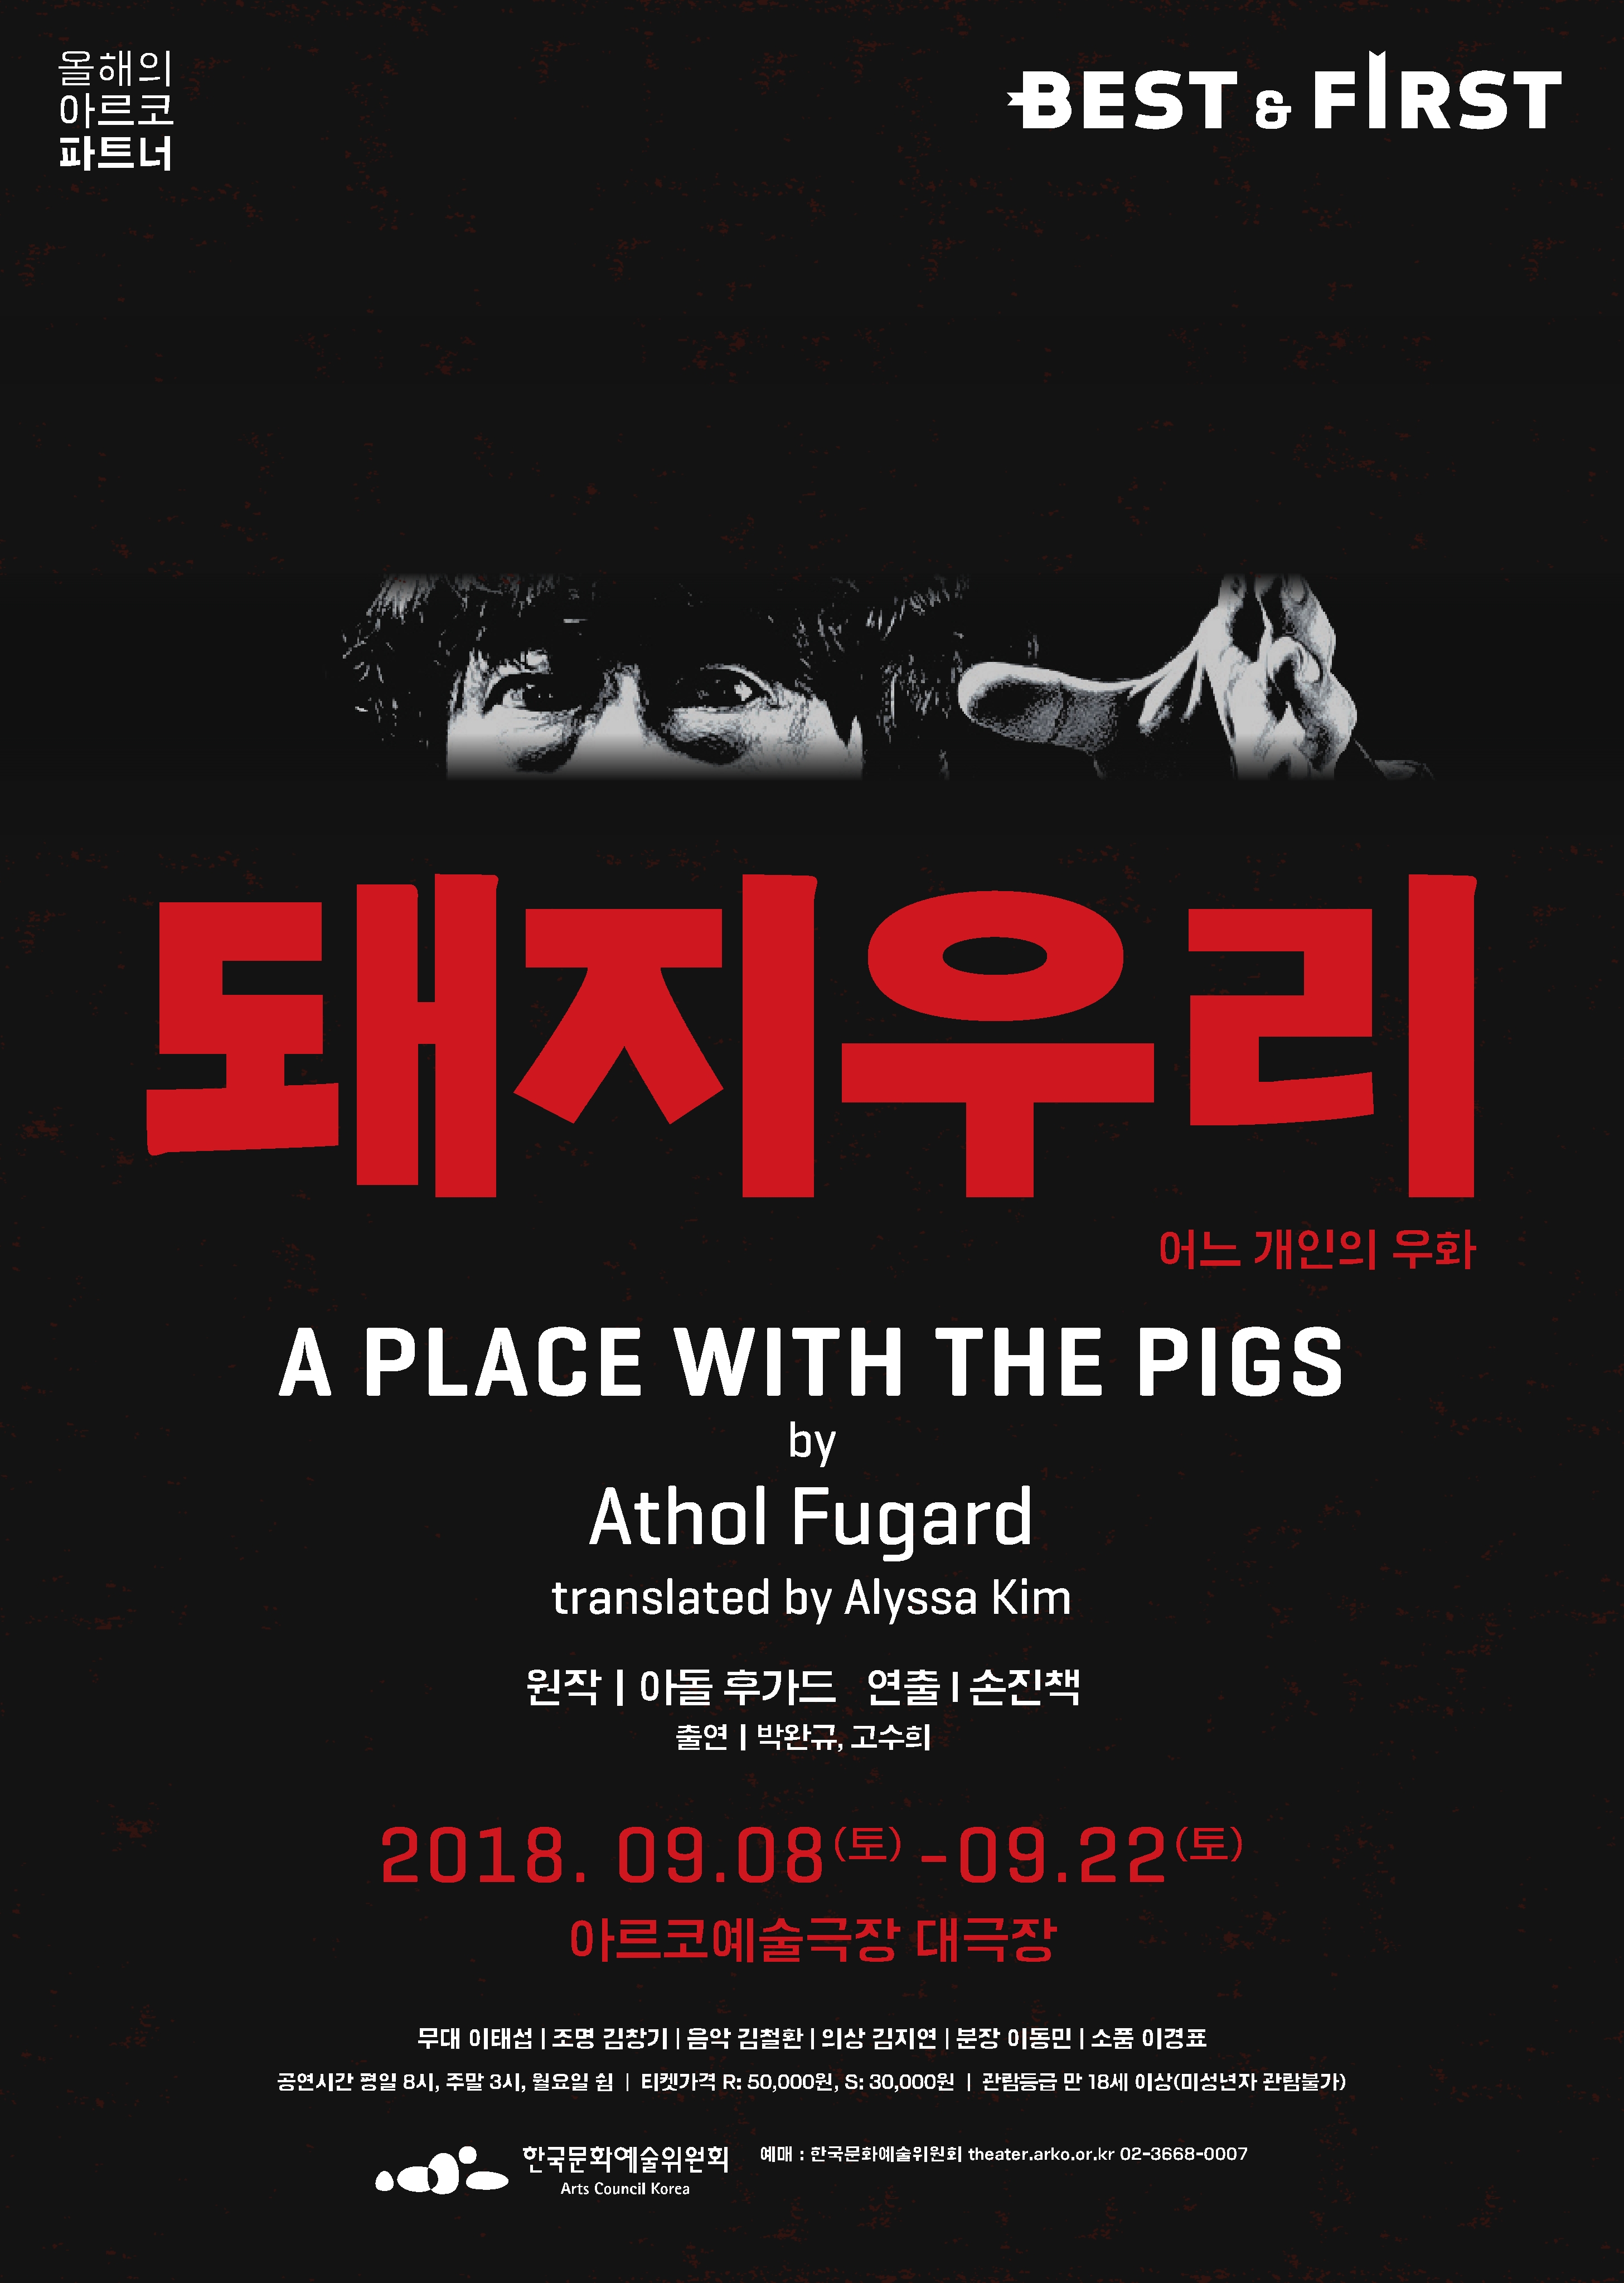 올해의
아르코
파트너
BEST & FIRST
돼지우리
어느 개인의 우화
A PLACE WITH THE PIGS
by
Athol Fugard
translated by Alyssa Kim
원작 | 아돌 후가드 연출 | 손진책
출연 | 박완규, 고수희
2018. 09.08(토) -09.22(토)
아르코예술극장 대극장
무대 이태섭 | 조명 김창기 | 음악 김철환 | 의상 김지연 | 분장 이동민 | 소품 이경표
공연시간 평일 8시, 주말 3시, 월요일 쉼 | 티켓가격 R: 50,000원, S: 30,000원 | 관람등급 만 18세 이상(미성년자 관람불가)
한국문화예술위원회
Arts Council Korea
예매 : 한국문화예술위원회 theater.arko.or.kr 02-3668-0007